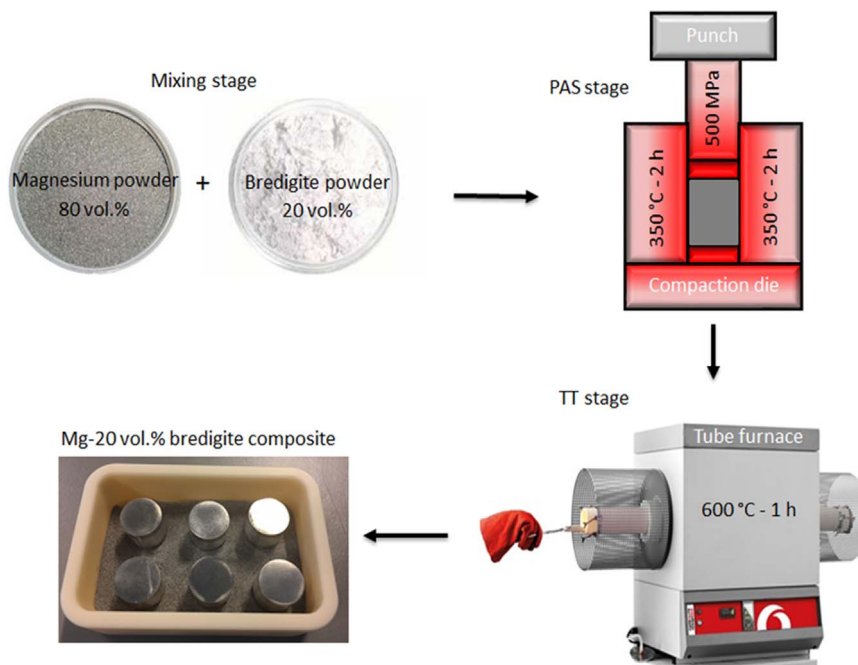 Mixing stage
Magnesium powder
80 vol.%
+
Bredigite powder
20 vol.%
PAS stage
Punch
500 MPa
350 °C - 2 h
350 °C - 2 h
Compaction die
TT stage
Tube furnace
600 °C - 1 h
Mg-20 vol.% bredigite composite